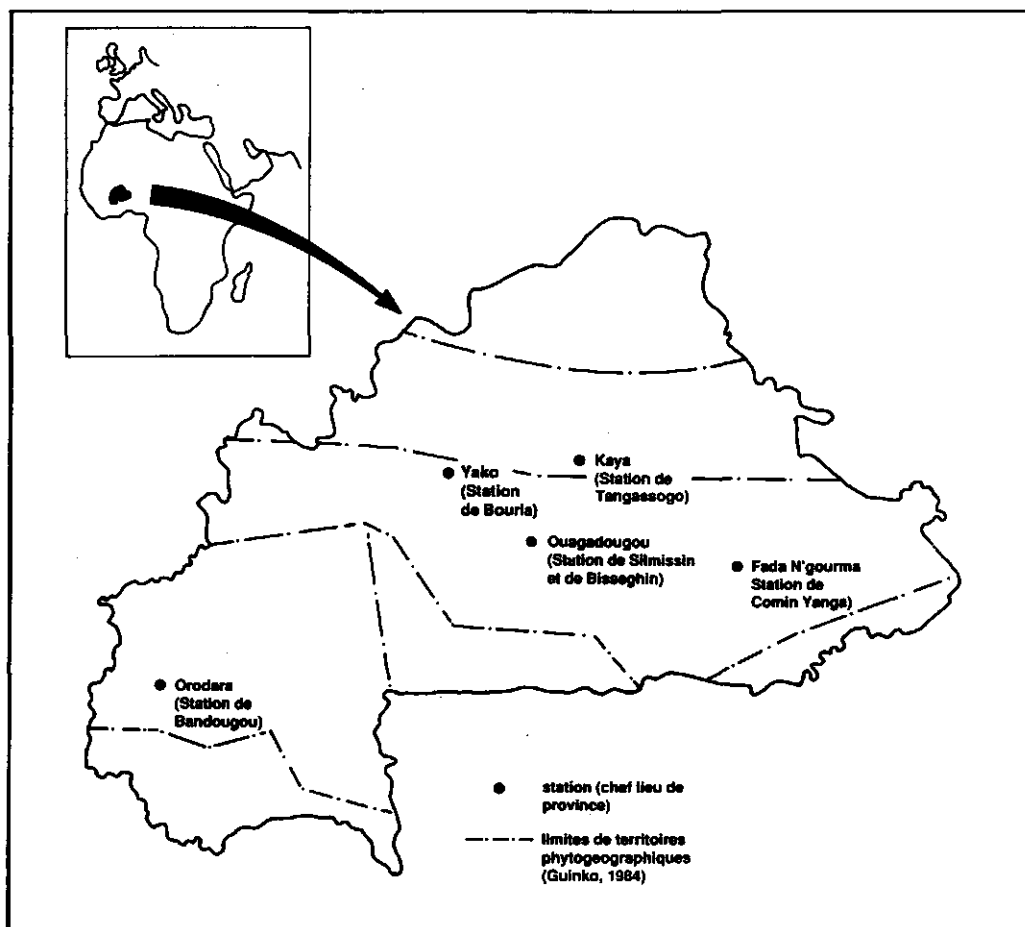 Yako
(Station
de Bouria)
Kaya
(Station de
Tangassogo)
Ouagadougou
(Station de Silmissin
et de Bisseghin)
Fada N'gourma
Station de
Comin Yanga)
Orodara
(Station de
Bandougou)
station (chef lieu de
province)
limites de territoires
phytogeographiques
(Guinko, 1984)